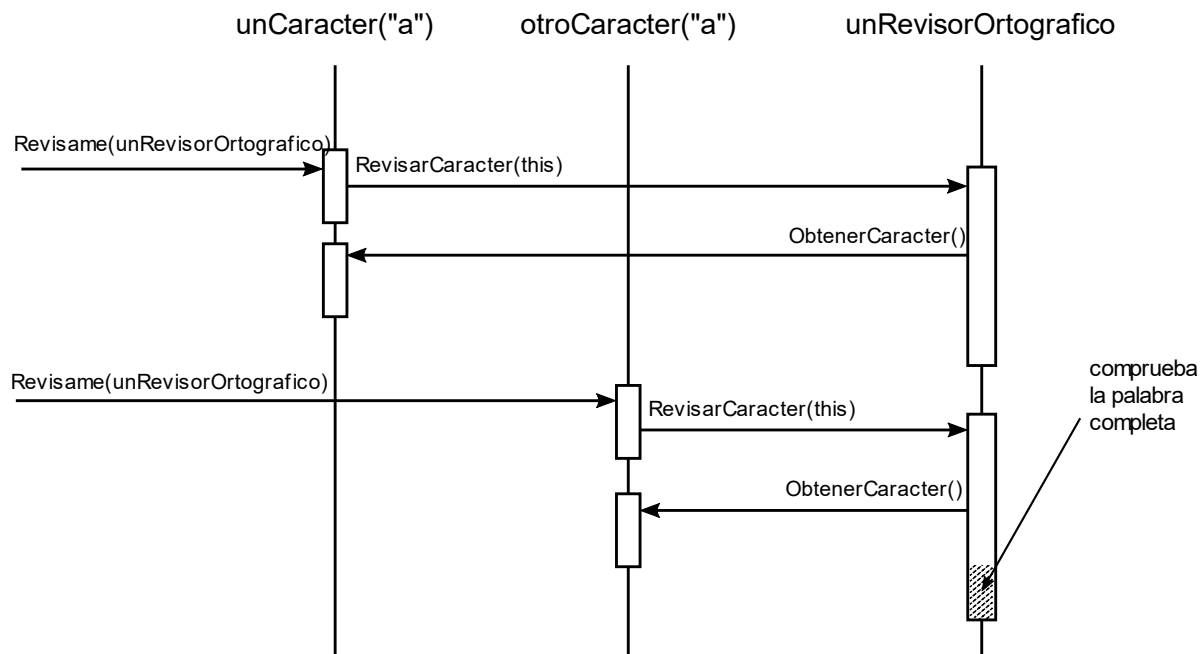 unCaracter("a") otroCaracter("a") unRevisorOrtografico
Revisame(unRevisorOrtografico)
RevisarCaracter(this)
ObtenerCaracter()
Revisame(unRevisorOrtografico)
RevisarCaracter(this)
ObtenerCaracter()
comprueba
la palabra
completa